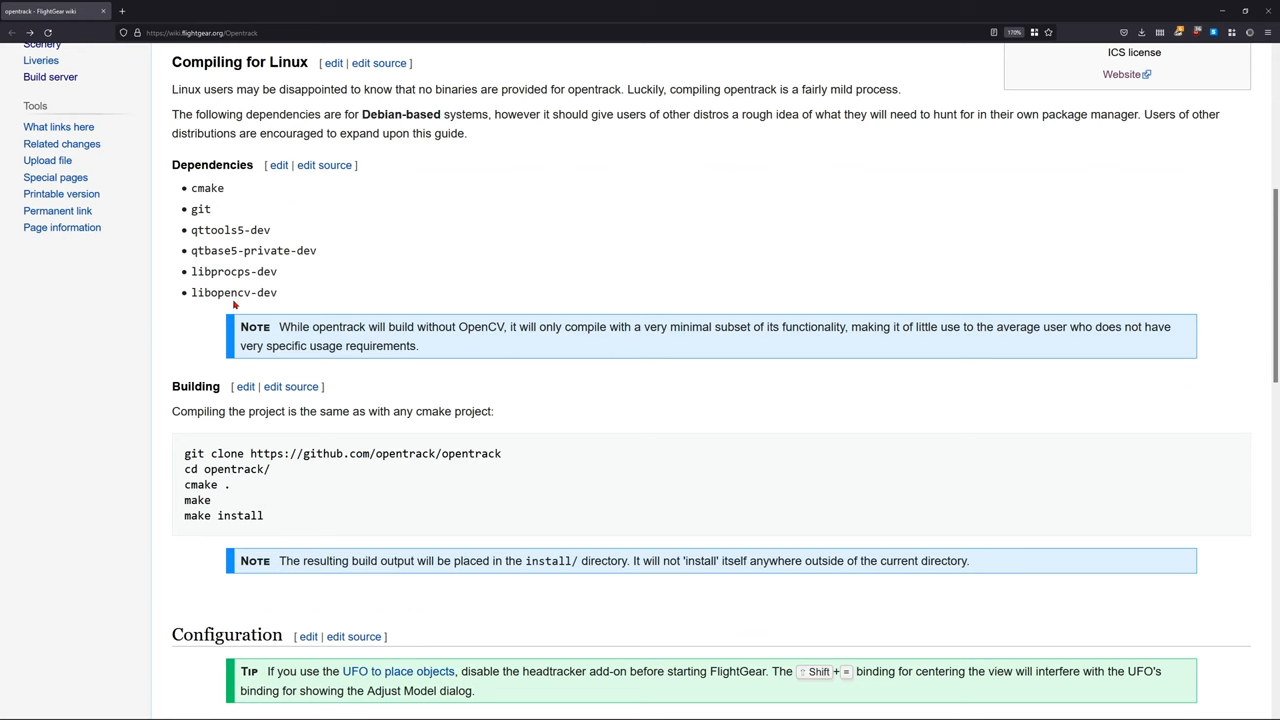 opentrack - FlightGear wiki
https://wiki.flightgear.org/Opentrack
170%
Scenery
Liveries
Build server
Tools
What links here
Related changes
Upload file
Special pages
Printable version
Permanent link
Page information
ICS license
Website
Compiling for Linux [ edit | edit source ]
Linux users may be disappointed to know that no binaries are provided for opentrack. Luckily, compiling opentrack is a fairly mild process.
The following dependencies are for Debian-based systems, however it should give users of other distros a rough idea of what they will need to hunt for in their own package manager. Users of other
distributions are encouraged to expand upon this guide.
Dependencies [ edit | edit source ]
• cmake
• git
• qttools5-dev
• qtbase5-private-dev
• libprocps-dev
• libopencv-dev
NOTE While opentrack will build without OpenCV, it will only compile with a very minimal subset of its functionality, making it of little use to the average user who does not have
very specific usage requirements.
Building [ edit | edit source ]
Compiling the project is the same as with any cmake project:
git clone https://github.com/opentrack/opentrack
cd opentrack/
cmake .
make
make install
NOTE The resulting build output will be placed in the install/ directory. It will not 'install' itself anywhere outside of the current directory.
Configuration [ edit | edit source ]
TIP If you use the UFO to place objects, disable the headtracker add-on before starting FlightGear. The ⇧ Shift + = binding for centering the view will interfere with the UFO's
binding for showing the Adjust Model dialog.